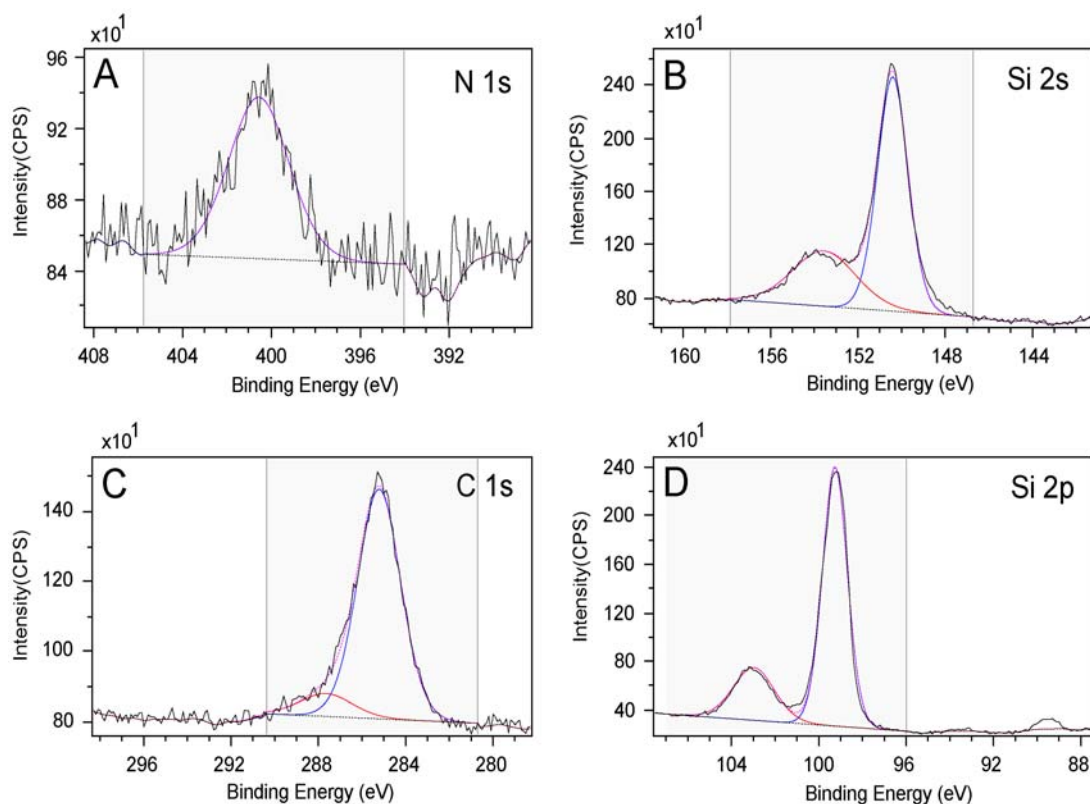 x10¹
A
N 1s
96
92
88
84
Intensity(CPS)
408 404 400 396 392
Binding Energy (eV)
x10¹
B
Si 2s
240
200
160
120
80
Intensity(CPS)
160 156 152 148 144
Binding Energy (eV)
x10¹
C
C 1s
140
120
100
80
Intensity(CPS)
296 292 288 284 280
Binding Energy (eV)
x10¹
D
Si 2p
240
200
160
120
80
40
Intensity(CPS)
104 100 96 92 88
Binding Energy (eV)